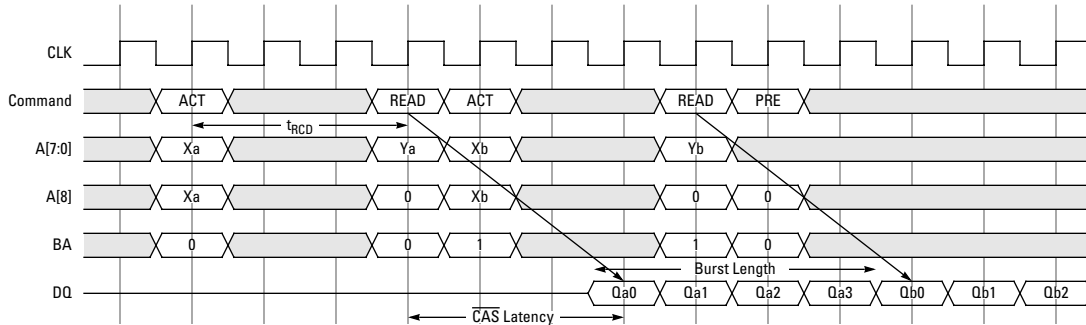 CLK
Command ACT READ ACT READ PRE
tRCD
A[7:0] Xa Ya Xb Yb
A[8] Xa 0 Xb 0 0
BA 0 0 1 1 0
Burst Length
DQ Qa0 Qa1 Qa2 Qa3 Qb0 Qb1 Qb2
CAS Latency